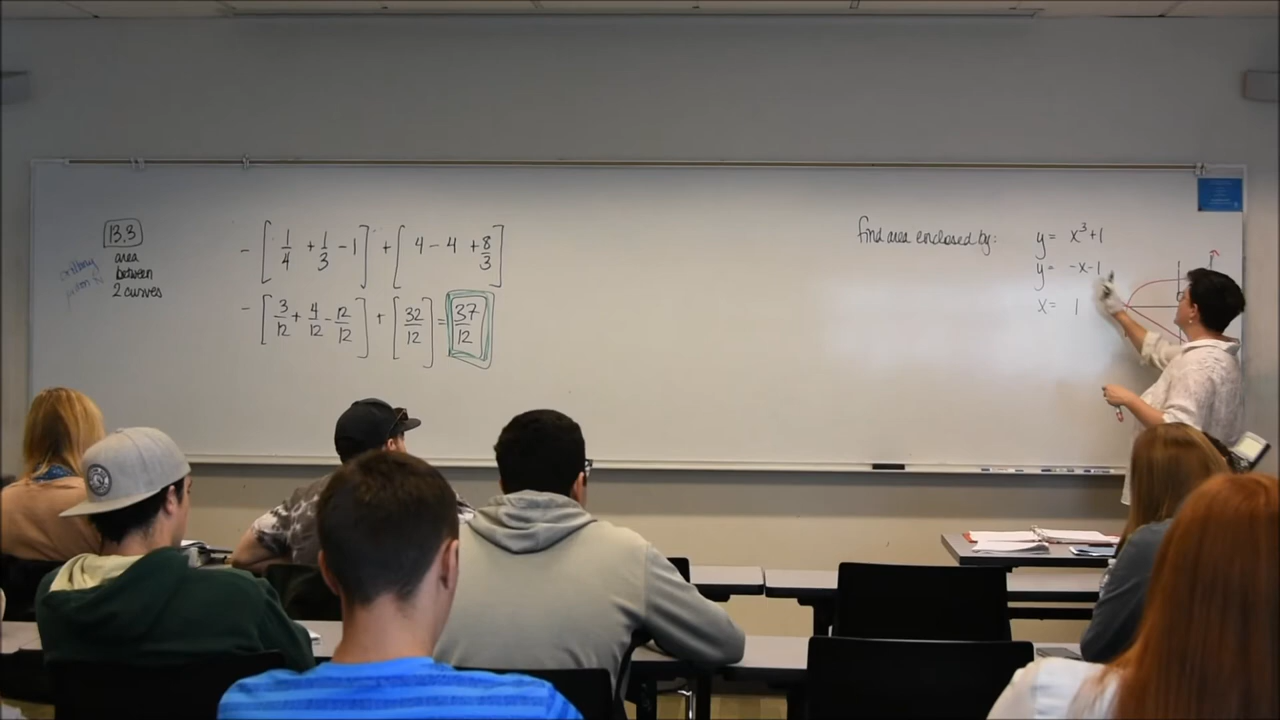 13.3
area
between
2 curves
- [ 1/4 + 1/3 - 1 ] + [ 4 - 4 + 8/3 ]
- [ 3/12 + 4/12 - 12/12 ] + [ 32/12 ] = 37/12
find area enclosed by:
y = x³+1
y = -x-1
x = 1